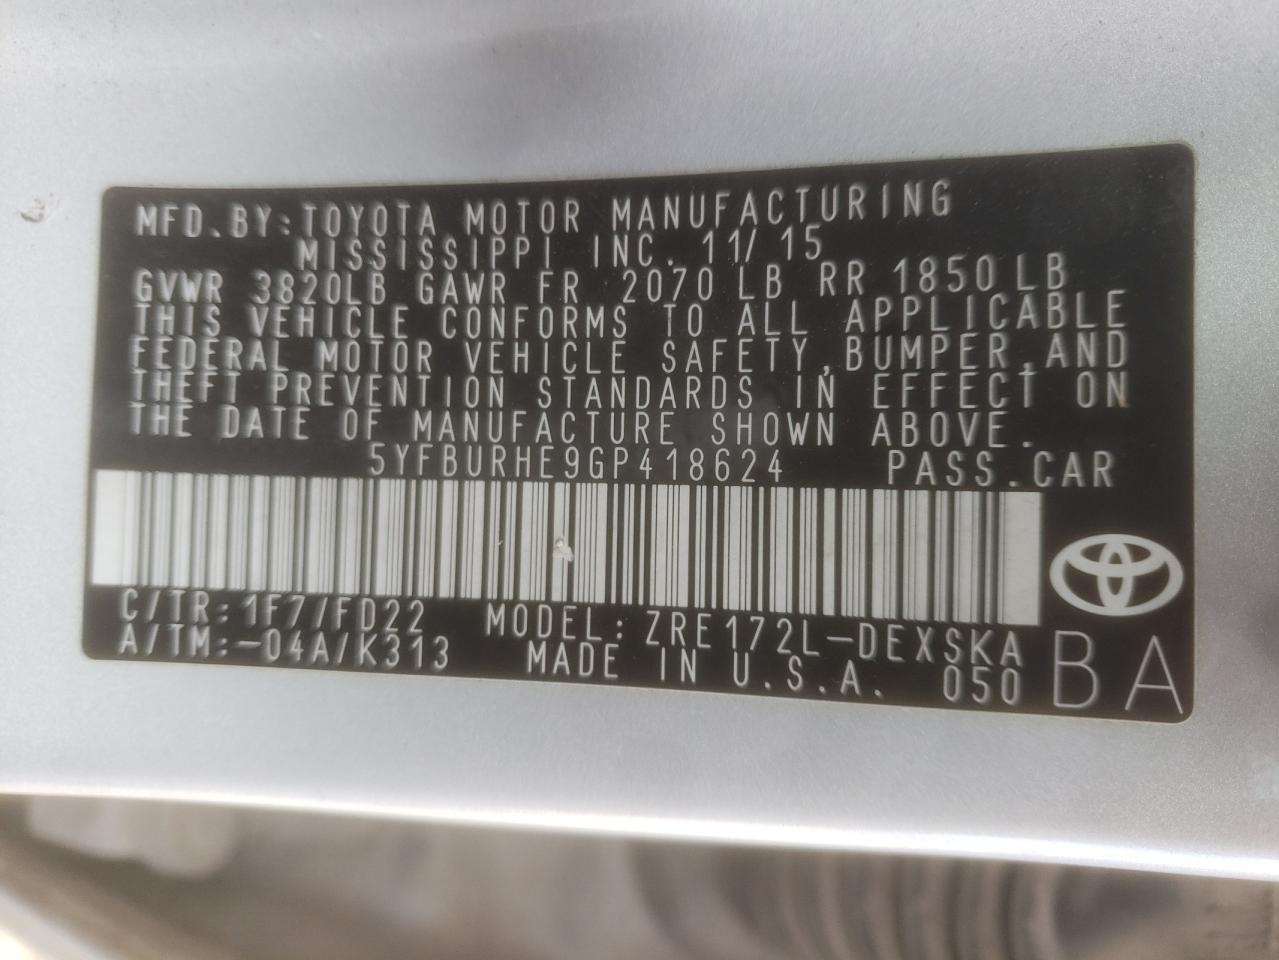 MFD.BY:TOYOTA MOTOR MANUFACTURING
MISSISSIPPI INC. 11/15
GVWR 3820LB GAWR FR 2070 LB RR 1850LB
THIS VEHICLE CONFORMS TO ALL APPLICABLE
FEDERAL MOTOR VEHICLE SAFETY,BUMPER,AND
THEFT PREVENTION STANDARDS IN EFFECT ON
THE DATE OF MANUFACTURE SHOWN ABOVE.
5YFBURHE9GP418624 PASS.CAR
C/TR:1F7/FD22 MODEL:ZRE172L-DEXSKA
A/TM:-04A/K313 MADE IN U.S.A. 050
BA